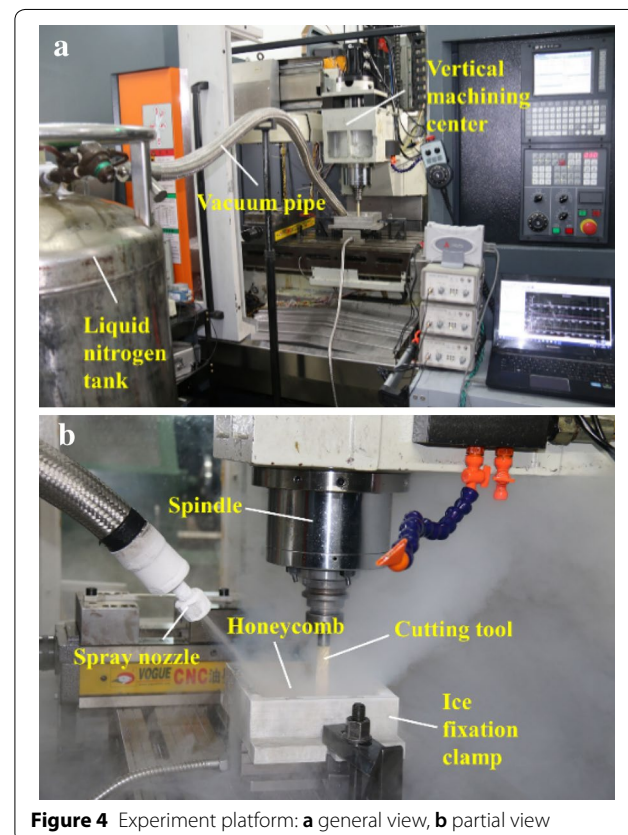 a
Vertical
machining
center
Vacuum pipe
Liquid
nitrogen
tank
b
Spindle
Honeycomb
Cutting tool
Spray nozzle
VOGUE
CNC
Ice
fixation
clamp
Figure 4 Experiment platform: a general view, b partial view